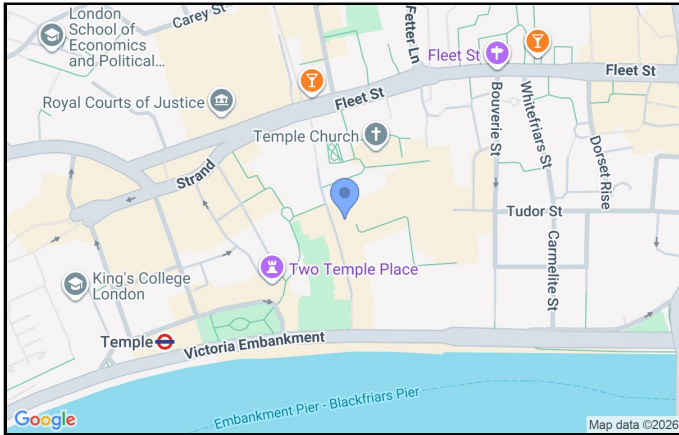 Carey St
Fetter Ln
London
School of
Economics
and Political...
Fleet St
Fleet St
Royal Courts of Justice
Fleet St
Bouverie St
Whitefriars St
Dorset Rise
Temple Church
Strand
Tudor St
Carmelite St
Two Temple Place
King's College
London
Temple
Victoria Embankment
Embankment Pier - Blackfriars Pier
Google
Map data ©2026